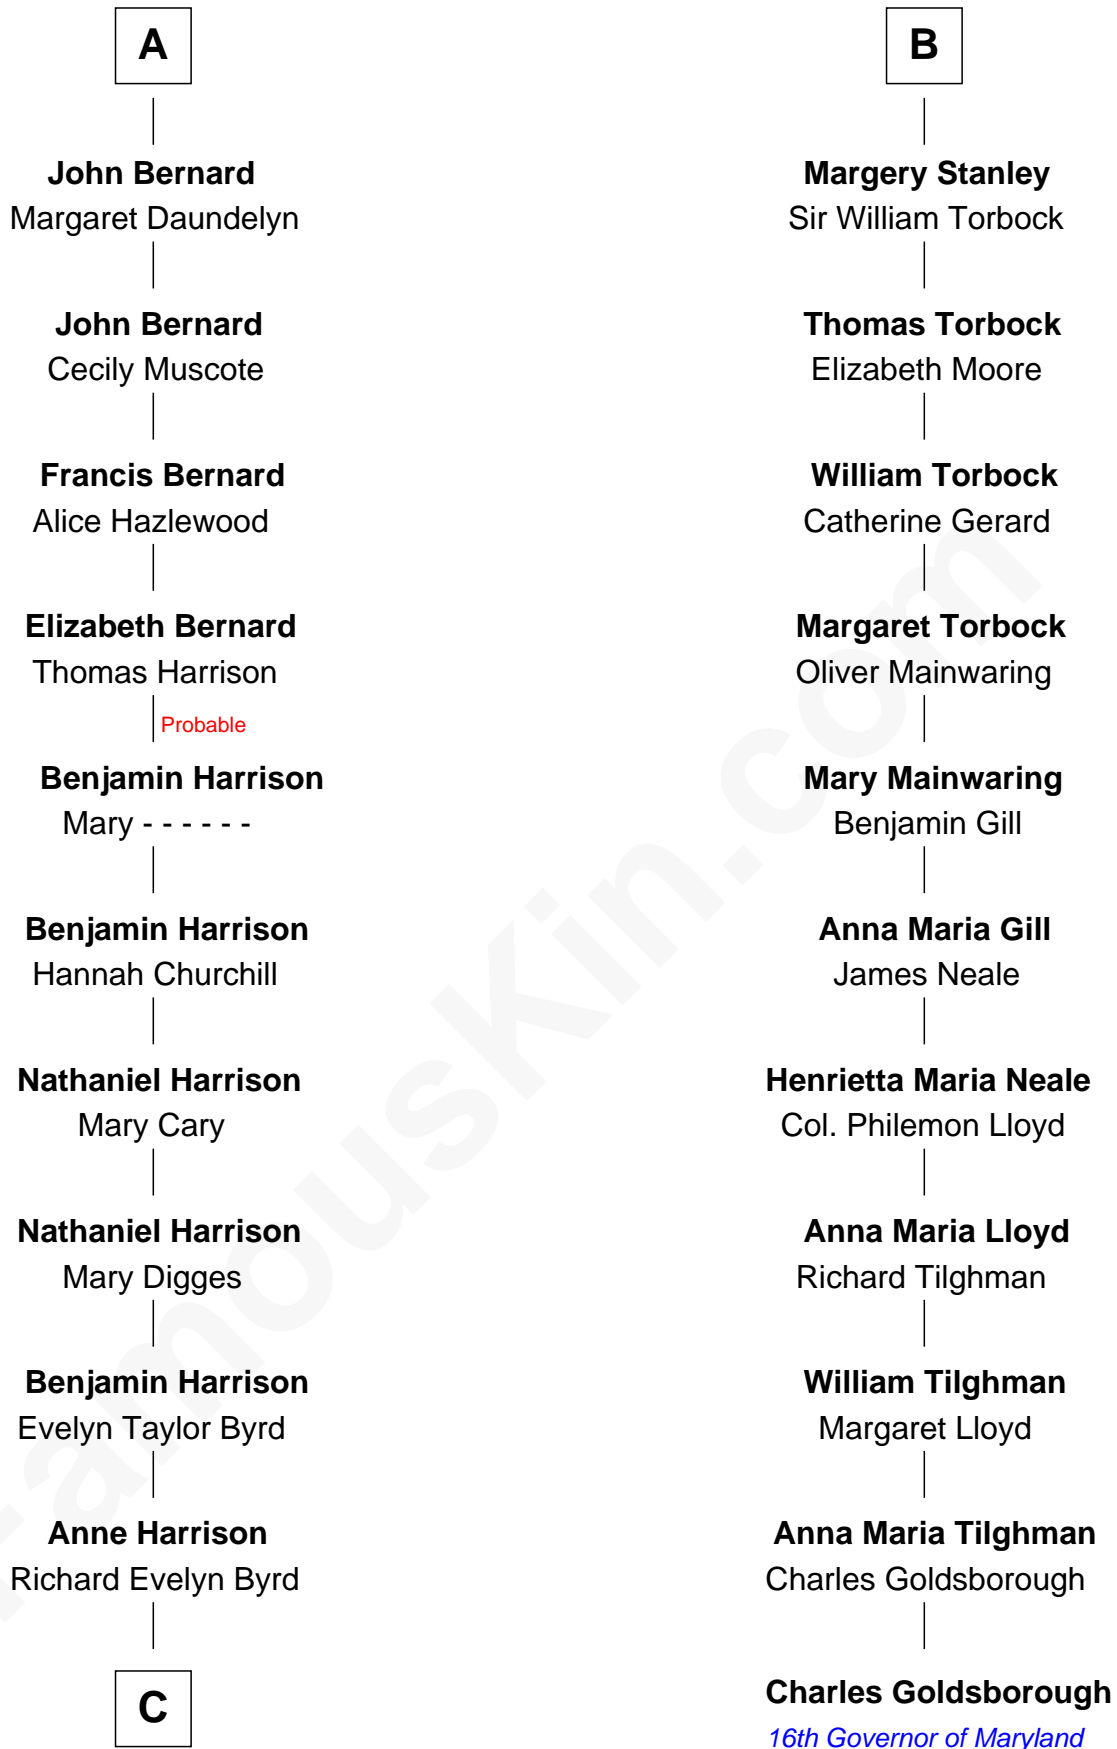 A
John Bernard
Margaret Daundelyn
John Bernard
Cecily Muscote
Francis Bernard
Alice Hazlewood
Elizabeth Bernard
Thomas Harrison
Probable
Benjamin Harrison
Mary - - - - - -
Benjamin Harrison
Hannah Churchill
Nathaniel Harrison
Mary Cary
Nathaniel Harrison
Mary Digges
Benjamin Harrison
Evelyn Taylor Byrd
Anne Harrison
Richard Evelyn Byrd
C
B
Margery Stanley
Sir William Torbock
Thomas Torbock
Elizabeth Moore
William Torbock
Catherine Gerard
Margaret Torbock
Oliver Mainwaring
Mary Mainwaring
Benjamin Gill
Anna Maria Gill
James Neale
Henrietta Maria Neale
Col. Philemon Lloyd
Anna Maria Lloyd
Richard Tilghman
William Tilghman
Margaret Lloyd
Anna Maria Tilghman
Charles Goldsborough
Charles Goldsborough
16th Governor of Maryland
FamousKin.com